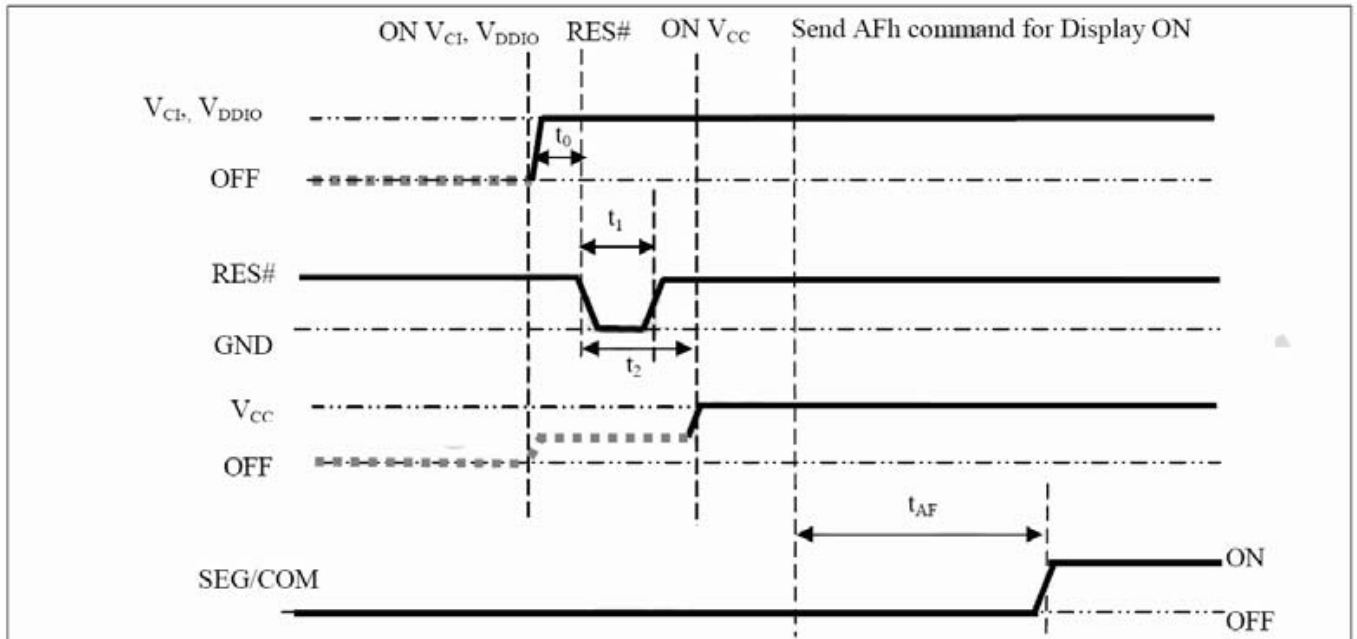 ON VCI, VDDIO RES# ON VCC Send AFh command for Display ON
VCI,. VDDIO
t0
OFF
t1
RES#
GND
t2
VCC
OFF
tAF
SEG/COM
ON
OFF